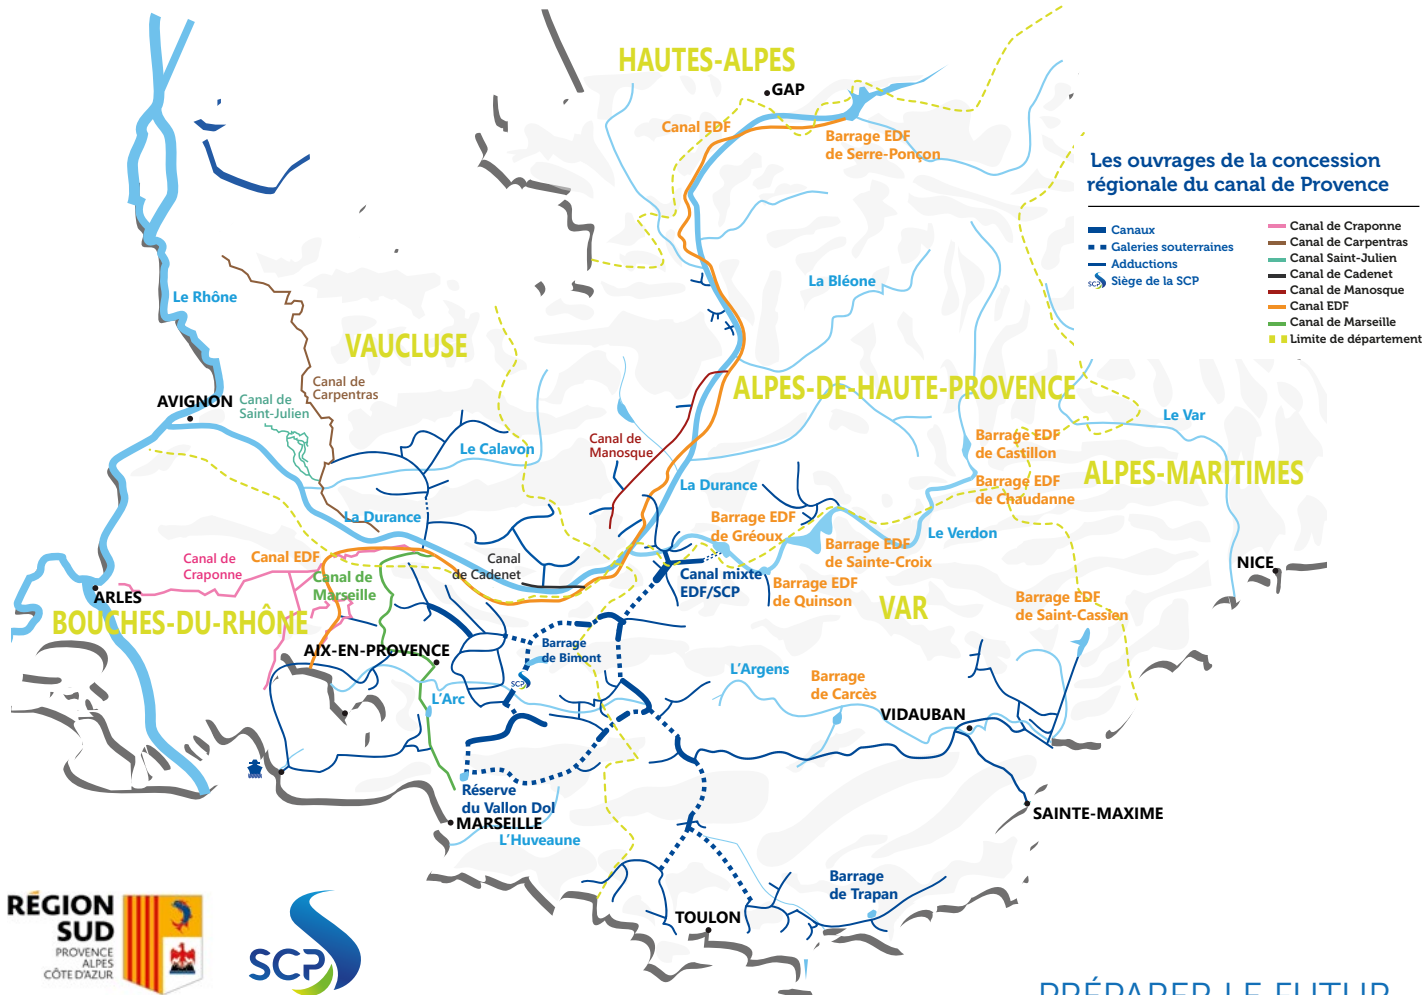 HAUTES-ALPES
GAP
Canal EDF
Barrage EDF
de Serre-Ponçon
Les ouvrages de la concession
régionale du canal de Provence
Canaux
Galeries souterraines
Adductions
SCP
Siège de la SCP
Canal de Craponne
Canal de Carpentras
Canal Saint-Julien
Canal de Cadenet
Canal de Manosque
Canal EDF
Canal de Marseille
Limite de département
Le Rhône
La Bléone
VAUCLUSE
Canal de
Carpentras
AVIGNON
Canal de
Saint-Julien
ALPES-DE-HAUTE-PROVENCE
Le Var
Le Calavon
Canal de
Manosque
Barrage EDF
de Castillon
ALPES-MARITIMES
Barrage EDF
de Chaudanne
La Durance
La Durance
Barrage EDF
de Gréoux
Le Verdon
Barrage EDF
de Sainte-Croix
Canal de
Craponne
Canal EDF
Canal
de Cadenet
Canal de
Marseille
Canal mixte
EDF/SCP
Barrage EDF
de Quinson
NICE
ARLES
BOUCHES-DU-RHÔNE
VAR
Barrage EDF
de Saint-Cassien
AIX-EN-PROVENCE
Barrage
de Bimont
SCP
L'Arc
L'Argens
Barrage
de Carcès
VIDAUBAN
Réserve
du Vallon Dol
MARSEILLE
L'Huveaune
SAINTE-MAXIME
Barrage
de Trapan
TOULON
RÉGION
SUD
PROVENCE
ALPES
CÔTE D'AZUR
SCP
PRÉPARER LE FUTUR